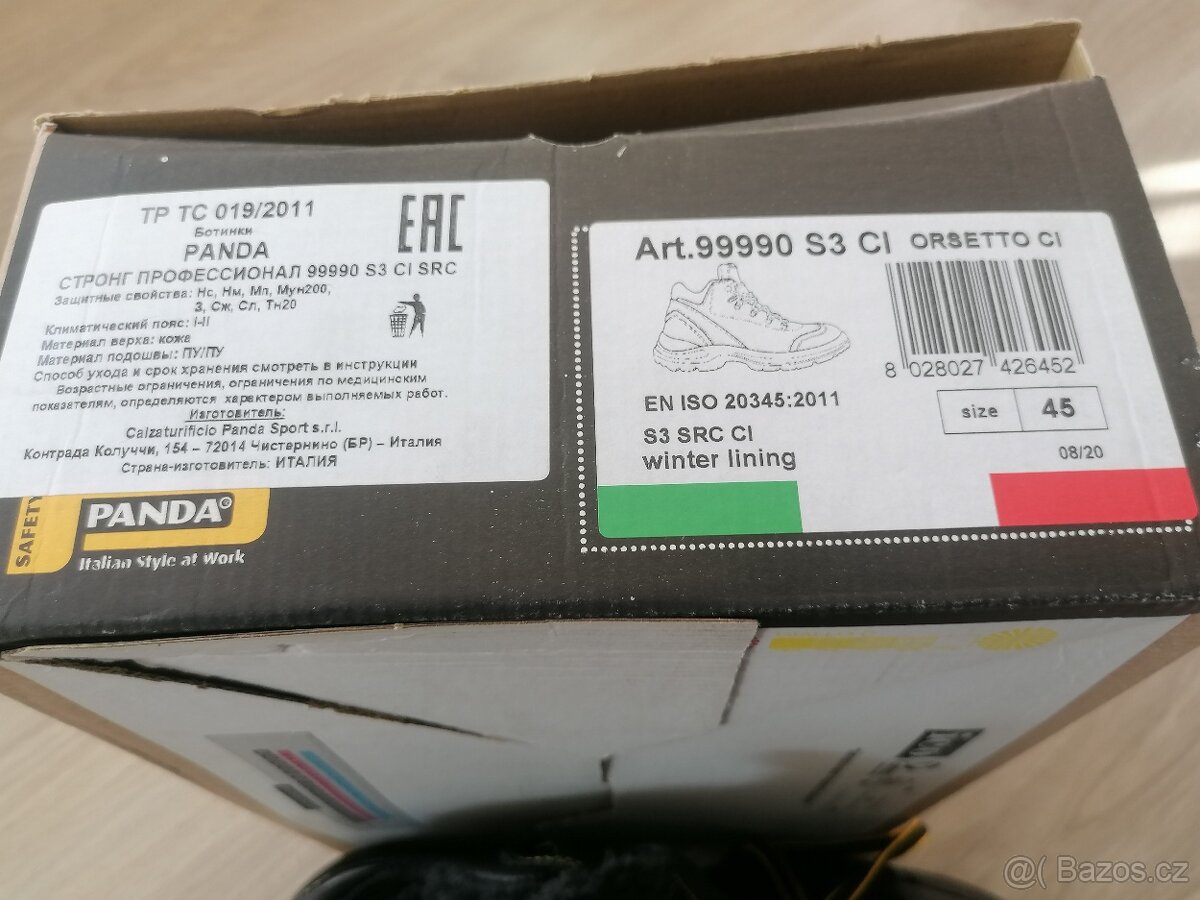 ТР ТС 019/2011
Ботинки
PANDA
СТРОНГ ПРОФЕССИОНАЛ 99990 S3 CI SRC
Защитные свойства: Нс, Нм, Мп, Мун200,
З, Сж, Сл, Тн20
Климатический пояс: I-II
Материал верха: кожа
Материал подошвы: ПУ/ПУ
Способ ухода и срок хранения смотреть в инструкции
Возрастные ограничения, ограничения по медицинским
показателям, определяются характером выполняемых работ.
Изготовитель:
Calzaturificio Panda Sport s.r.l.
Контрада Колуччи, 154 – 72014 Чистернино (БР) – Италия
Страна-изготовитель: ИТАЛИЯ
EAC
SAFETY
PANDA
Italian Style at Work
Art.99990 S3 CI ORSETTO CI
8 028027 426452
EN ISO 20345:2011
S3 SRC CI
winter lining
size 45
08/20
@( Bazos.cz